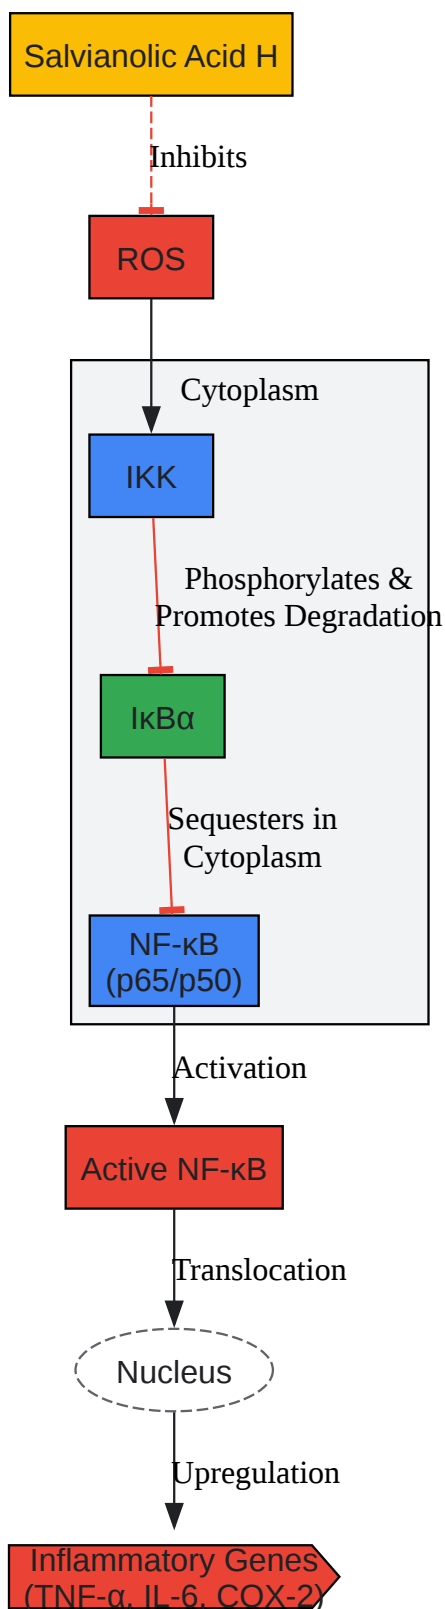 Salvianolic Acid H
Inhibits
ROS
Cytoplasm
IKK
Phosphorylates &
Promotes Degradation
IκBα
Sequesters in
Cytoplasm
NF-κB
(p65/p50)
Activation
Active NF-κB
Translocation
Nucleus
Upregulation
Inflammatory Genes
(TNF-α, IL-6, COX-2)